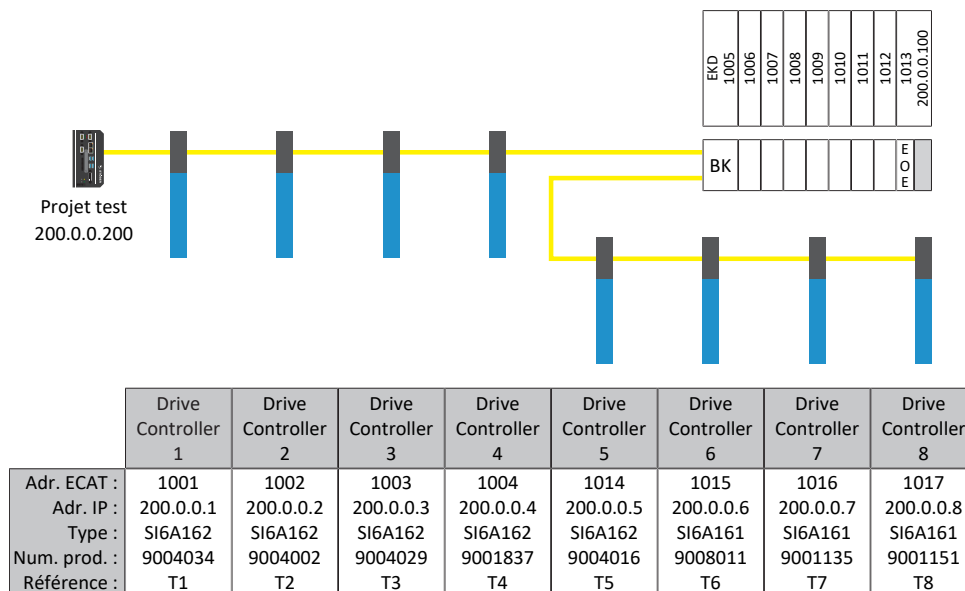 EKD
1005
1006
1007
1008
1009
1010
1011
1012
1013
200.0.0.100
BK
E
O
E
Projet test
200.0.0.200
Drive Controller 1
Drive Controller 2
Drive Controller 3
Drive Controller 4
Drive Controller 5
Drive Controller 6
Drive Controller 7
Drive Controller 8
Adr. ECAT : 1001 1002 1003 1004 1014 1015 1016 1017
Adr. IP : 200.0.0.1 200.0.0.2 200.0.0.3 200.0.0.4 200.0.0.5 200.0.0.6 200.0.0.7 200.0.0.8
Type : SI6A162 SI6A162 SI6A162 SI6A162 SI6A162 SI6A161 SI6A161 SI6A161
Num. prod. : 9004034 9004002 9004029 9001837 9004016 9008011 9001135 9001151
Référence : T1 T2 T3 T4 T5 T6 T7 T8